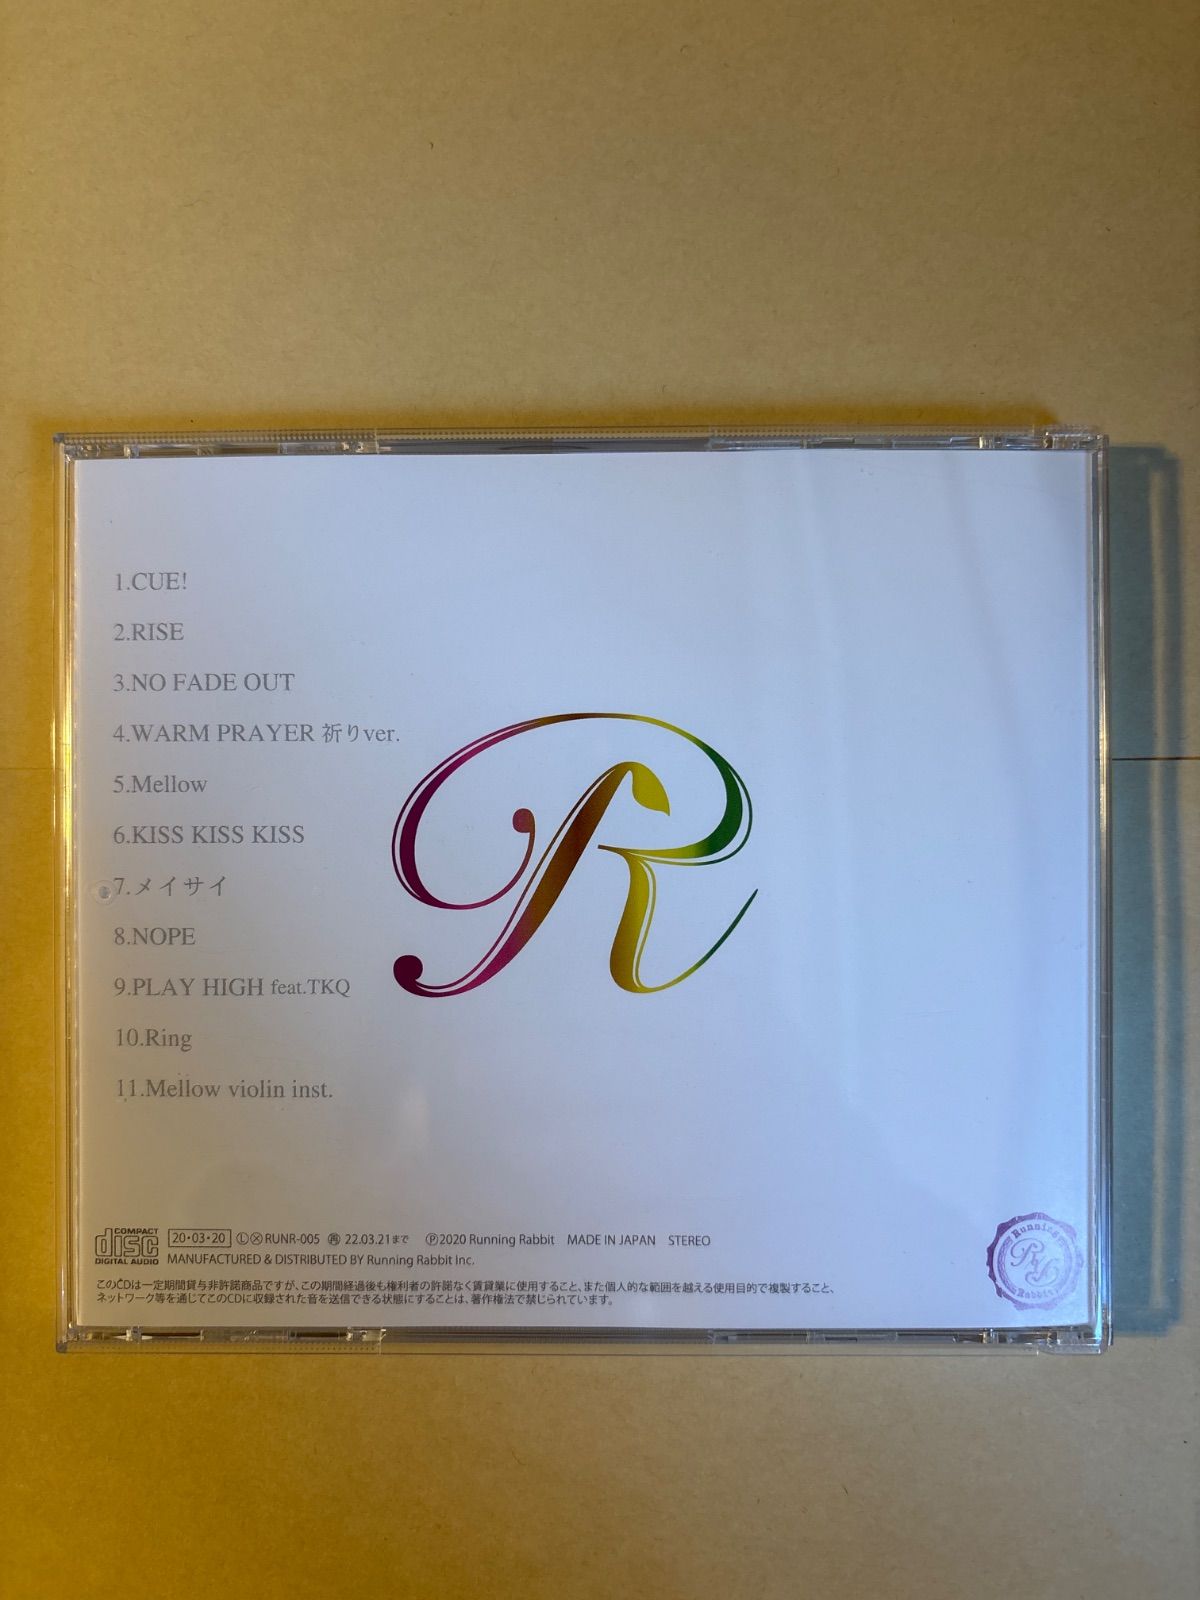 1.CUE!
2.RISE
3.NO FADE OUT
4.WARM PRAYER 祈りver.
5.Mellow
6.KISS KISS KISS
7.メイサイ
8.NOPE
9.PLAY HIGH feat.TKQ
10.Ring
11.Mellow violin inst.
R
COMPACT
disc
DIGITAL AUDIO
20・03・20 Ⓛ Ⓧ RUNR-005 ㊣ 22.03.21まで Ⓟ2020 Running Rabbit MADE IN JAPAN STEREO
MANUFACTURED & DISTRIBUTED BY Running Rabbit Inc.
このCDは一定期間貸与非許諾商品ですが、この期間経過後も権利者の許諾なく賃貸業に使用すること、また個人的な範囲を越える使用目的で複製すること、
ネットワーク等を通じてこのCDに収録された音を送信できる状態にすることは、著作権法で禁じられています。
Running
Rabbit